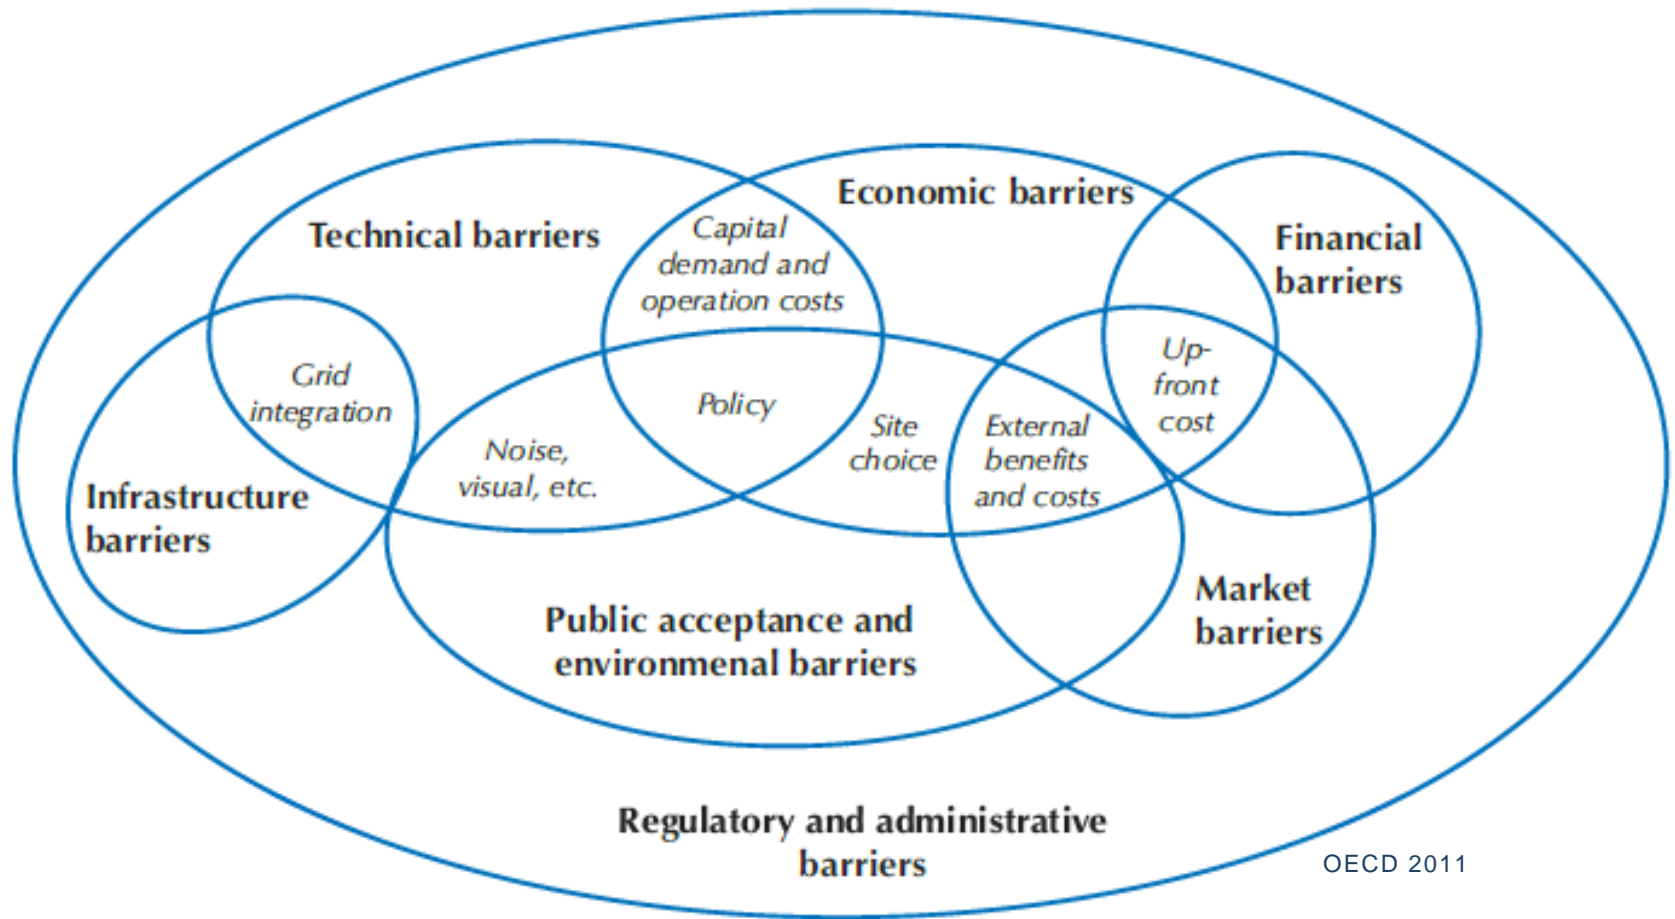 Economic barriers
Technical barriers
Capital
demand and
operation costs
Financial
barriers
Up-
front
cost
Grid
integration
Policy
Site
choice
External
benefits
and costs
Noise,
visual, etc.
Infrastructure
barriers
Market
barriers
Public acceptance and
environmenal barriers
Regulatory and administrative
barriers
OECD 2011